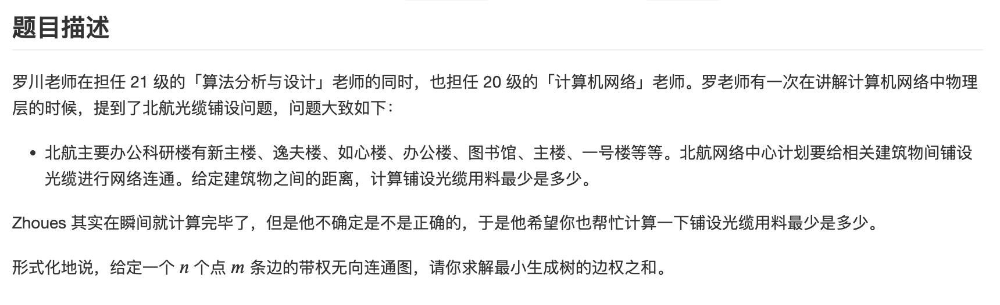 题目描述
罗川老师在担任 21 级的「算法分析与设计」老师的同时，也担任 20 级的「计算机网络」老师。罗老师有一次在讲解计算机网络中物理
层的时候，提到了北航光缆铺设问题，问题大致如下：
• 北航主要办公科研楼有新主楼、逸夫楼、如心楼、办公楼、图书馆、主楼、一号楼等等。北航网络中心计划要给相关建筑物间铺设
光缆进行网络连通。给定建筑物之间的距离，计算铺设光缆用料最少是多少。
Zhoues 其实在瞬间就计算完毕了，但是他不确定是不是正确的，于是他希望你也帮忙计算一下铺设光缆用料最少是多少。
形式化地说，给定一个 n 个点 m 条边的带权无向连通图，请你求解最小生成树的边权之和。